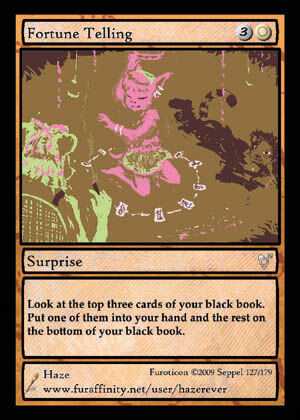 Fortune Telling 3
Surprise
Look at the top three cards of your black book.
Put one of them into your hand and the rest on
the bottom of your black book.
Haze Furoticon ©2009 Seppel 127/179
www.furaffinity.net/user/hazerever